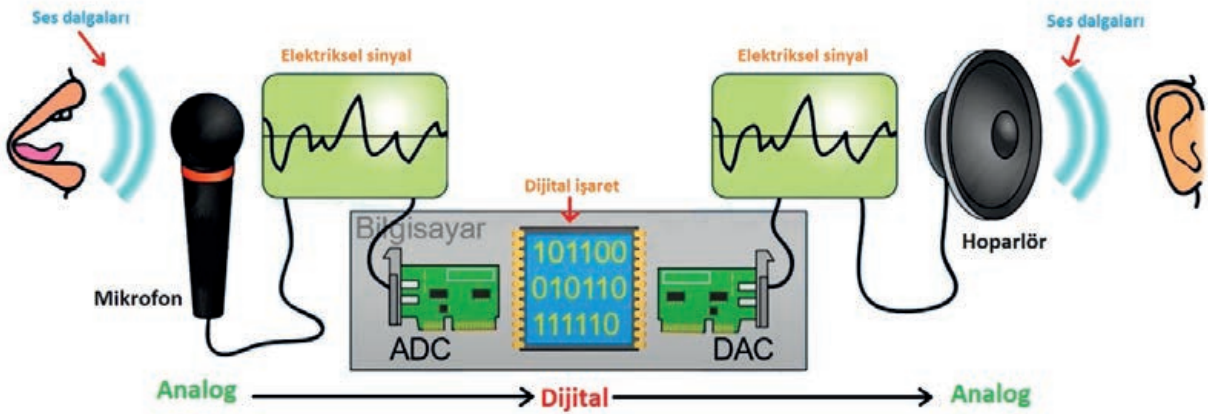 Ses dalgaları
Ses dalgaları
Elektriksel sinyal
Elektriksel sinyal
Dijital işaret
Bilgisayar
101100
010110
111110
Hoparlör
Mikrofon
ADC
DAC
Analog
Dijital
Analog